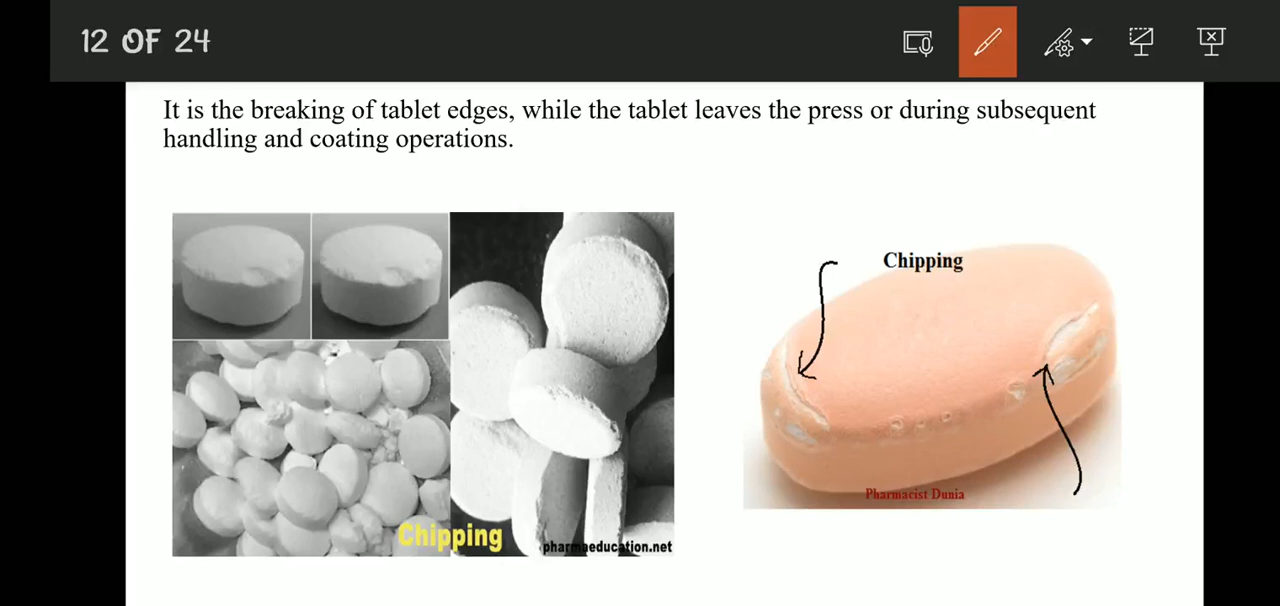 12 OF 24
It is the breaking of tablet edges, while the tablet leaves the press or during subsequent
handling and coating operations.
Chipping
pharmaeducation.net
Chipping
Pharmacist Dunia